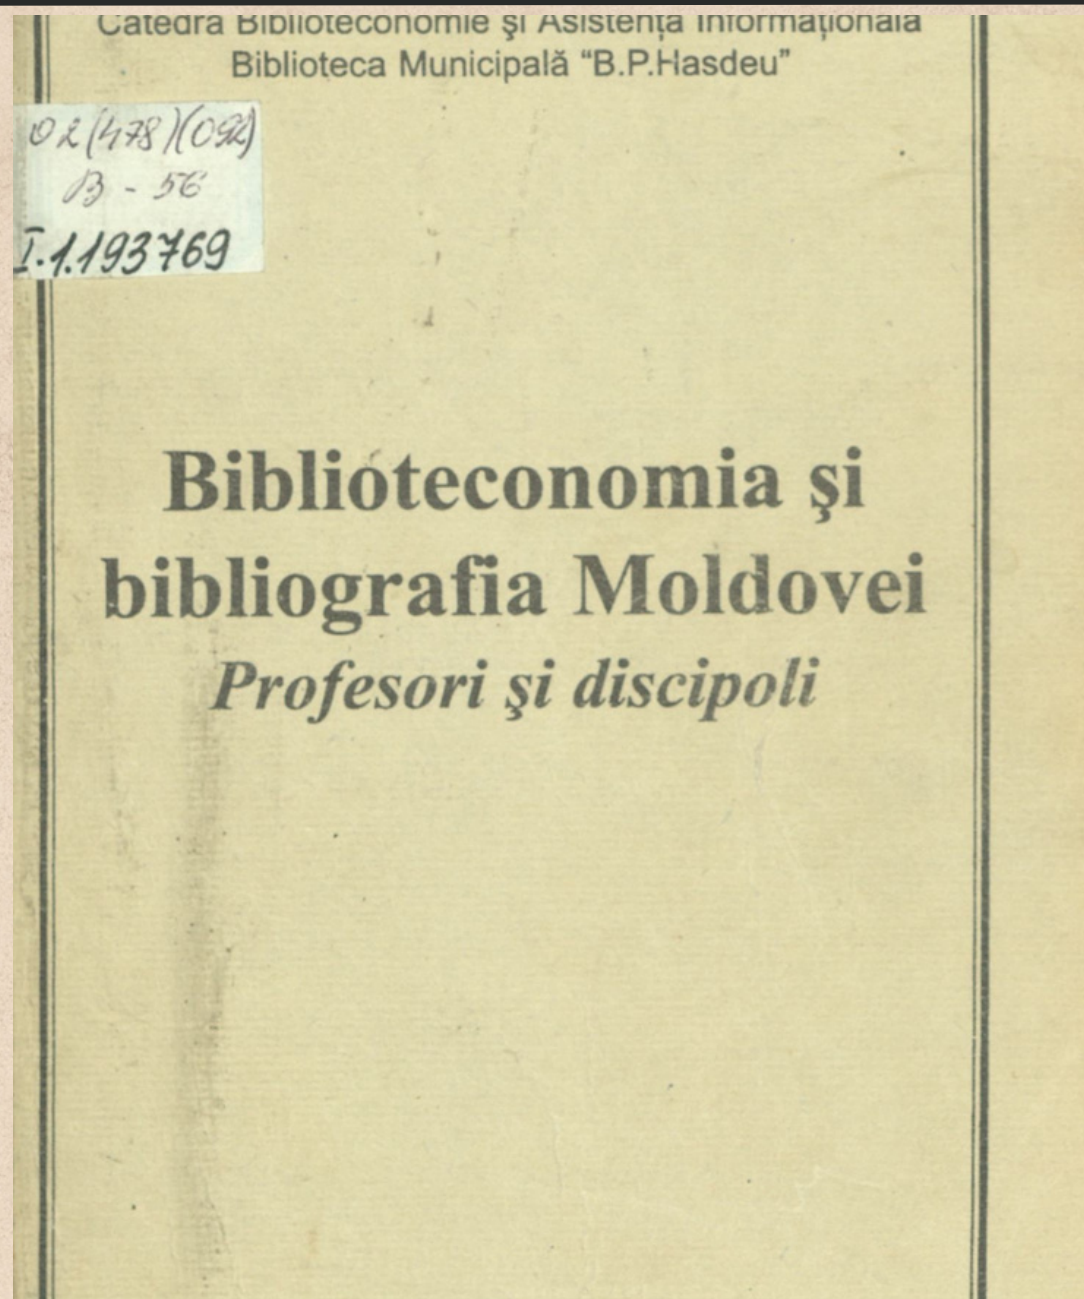 Catedra Biblioteconomie şi Asistenţa Informaţională
Biblioteca Municipală “B.P.Hasdeu”
02(478)(092)
B - 56
I.1.193769
Biblioteconomia şi
bibliografia Moldovei
Profesori şi discipoli